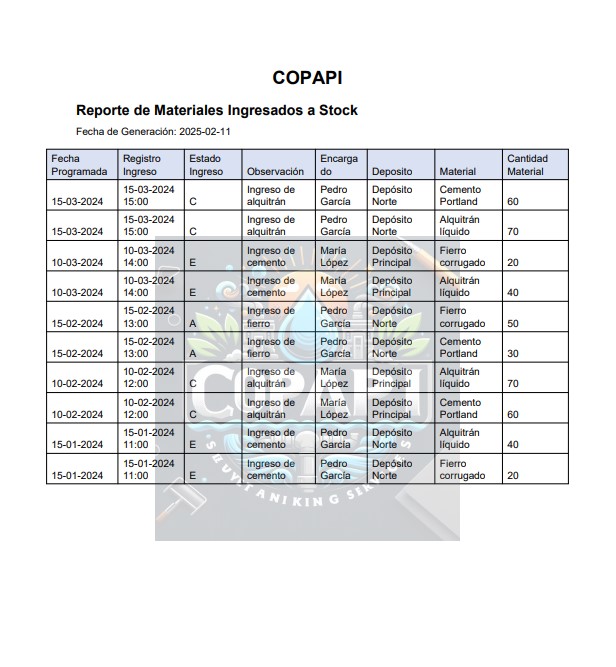 COPAPI
Reporte de Materiales Ingresados a Stock
Fecha de Generación: 2025-02-11
Fecha Programada Registro Ingreso Estado Ingreso Observación Encargado Deposito Material Cantidad Material
15-03-2024 15-03-2024 15:00 C Ingreso de alquitrán Pedro García Depósito Norte Cemento Portland 60
15-03-2024 15-03-2024 15:00 C Ingreso de alquitrán Pedro García Depósito Norte Alquitrán líquido 70
10-03-2024 10-03-2024 14:00 E Ingreso de cemento María López Depósito Principal Fierro corrugado 20
10-03-2024 10-03-2024 14:00 E Ingreso de cemento María López Depósito Principal Alquitrán líquido 40
15-02-2024 15-02-2024 13:00 A Ingreso de fierro Pedro García Depósito Norte Fierro corrugado 50
15-02-2024 15-02-2024 13:00 A Ingreso de fierro Pedro García Depósito Norte Cemento Portland 30
10-02-2024 10-02-2024 12:00 C Ingreso de alquitrán María López Depósito Principal Alquitrán líquido 70
10-02-2024 10-02-2024 12:00 C Ingreso de alquitrán María López Depósito Principal Cemento Portland 60
15-01-2024 15-01-2024 11:00 E Ingreso de cemento Pedro García Depósito Norte Alquitrán líquido 40
15-01-2024 15-01-2024 11:00 E Ingreso de cemento Pedro García Depósito Norte Fierro corrugado 20
COPAPI